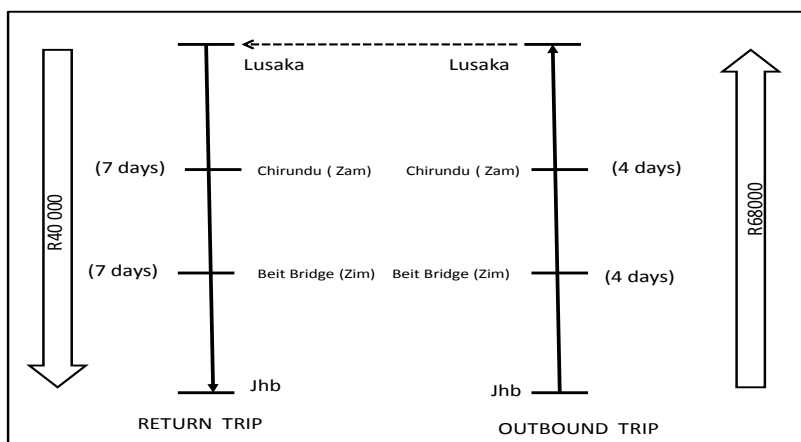 Lusaka
Lusaka
(7 days)
Chirundu ( Zam)
Chirundu ( Zam)
(4 days)
R40 000
R68000
(7 days)
Beit Bridge (Zim)
Beit Bridge (Zim)
(4 days)
Jhb
Jhb
RETURN TRIP
OUTBOUND TRIP